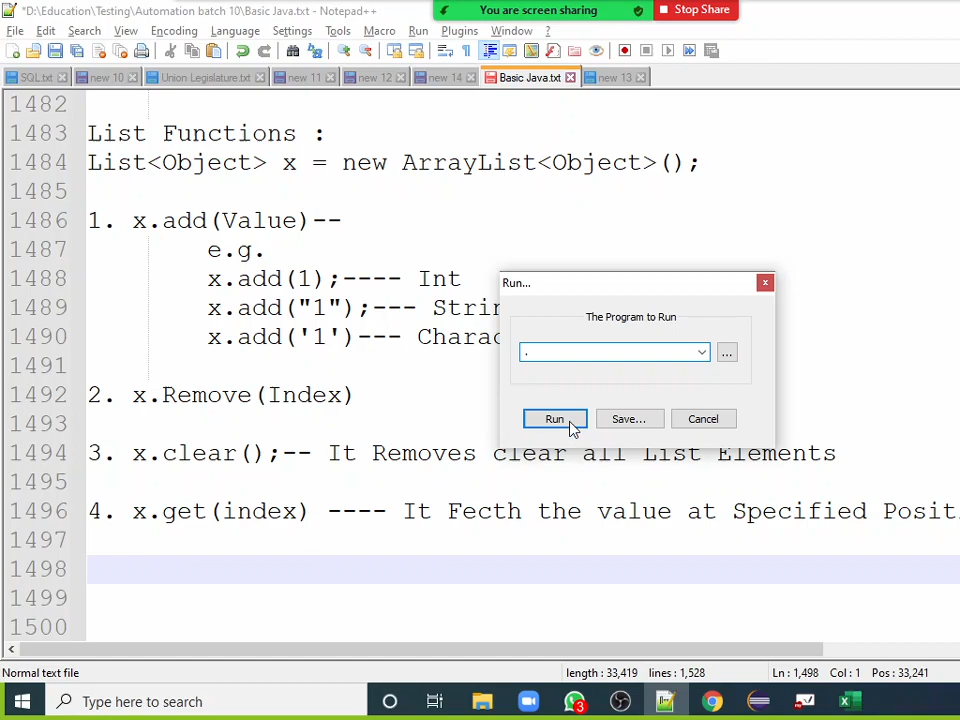 *D:\Education\Testing\Automation batch 10\Basic Java.txt - Notepad++
You are screen sharing
Stop Share
File Edit Search View Encoding Language Settings Tools Macro Run Plugins Window ?
SQL.txt new 10 Union Legislature.txt new 11 new 12 new 14 Basic Java.txt new 13
1482
1483 List Functions :
1484 List<Object> x = new ArrayList<Object>();
1485
1486 1. x.add(Value)--
1487 e.g.
1488 x.add(1);---- Int
1489 x.add("1");--- Strin
1490 x.add('1')--- Charac
1491
1492 2. x.Remove(Index)
1493
1494 3. x.clear();-- It Removes clear all List Elements
1495
1496 4. x.get(index) ---- It Fecth the value at Specified Posit
1497
1498
1499
1500
Run...
x
The Program to Run
.
...
Run Save... Cancel
Normal text file length : 33,419 lines : 1,528 Ln : 1,498 Col : 1 Pos : 33,241
Type here to search
3